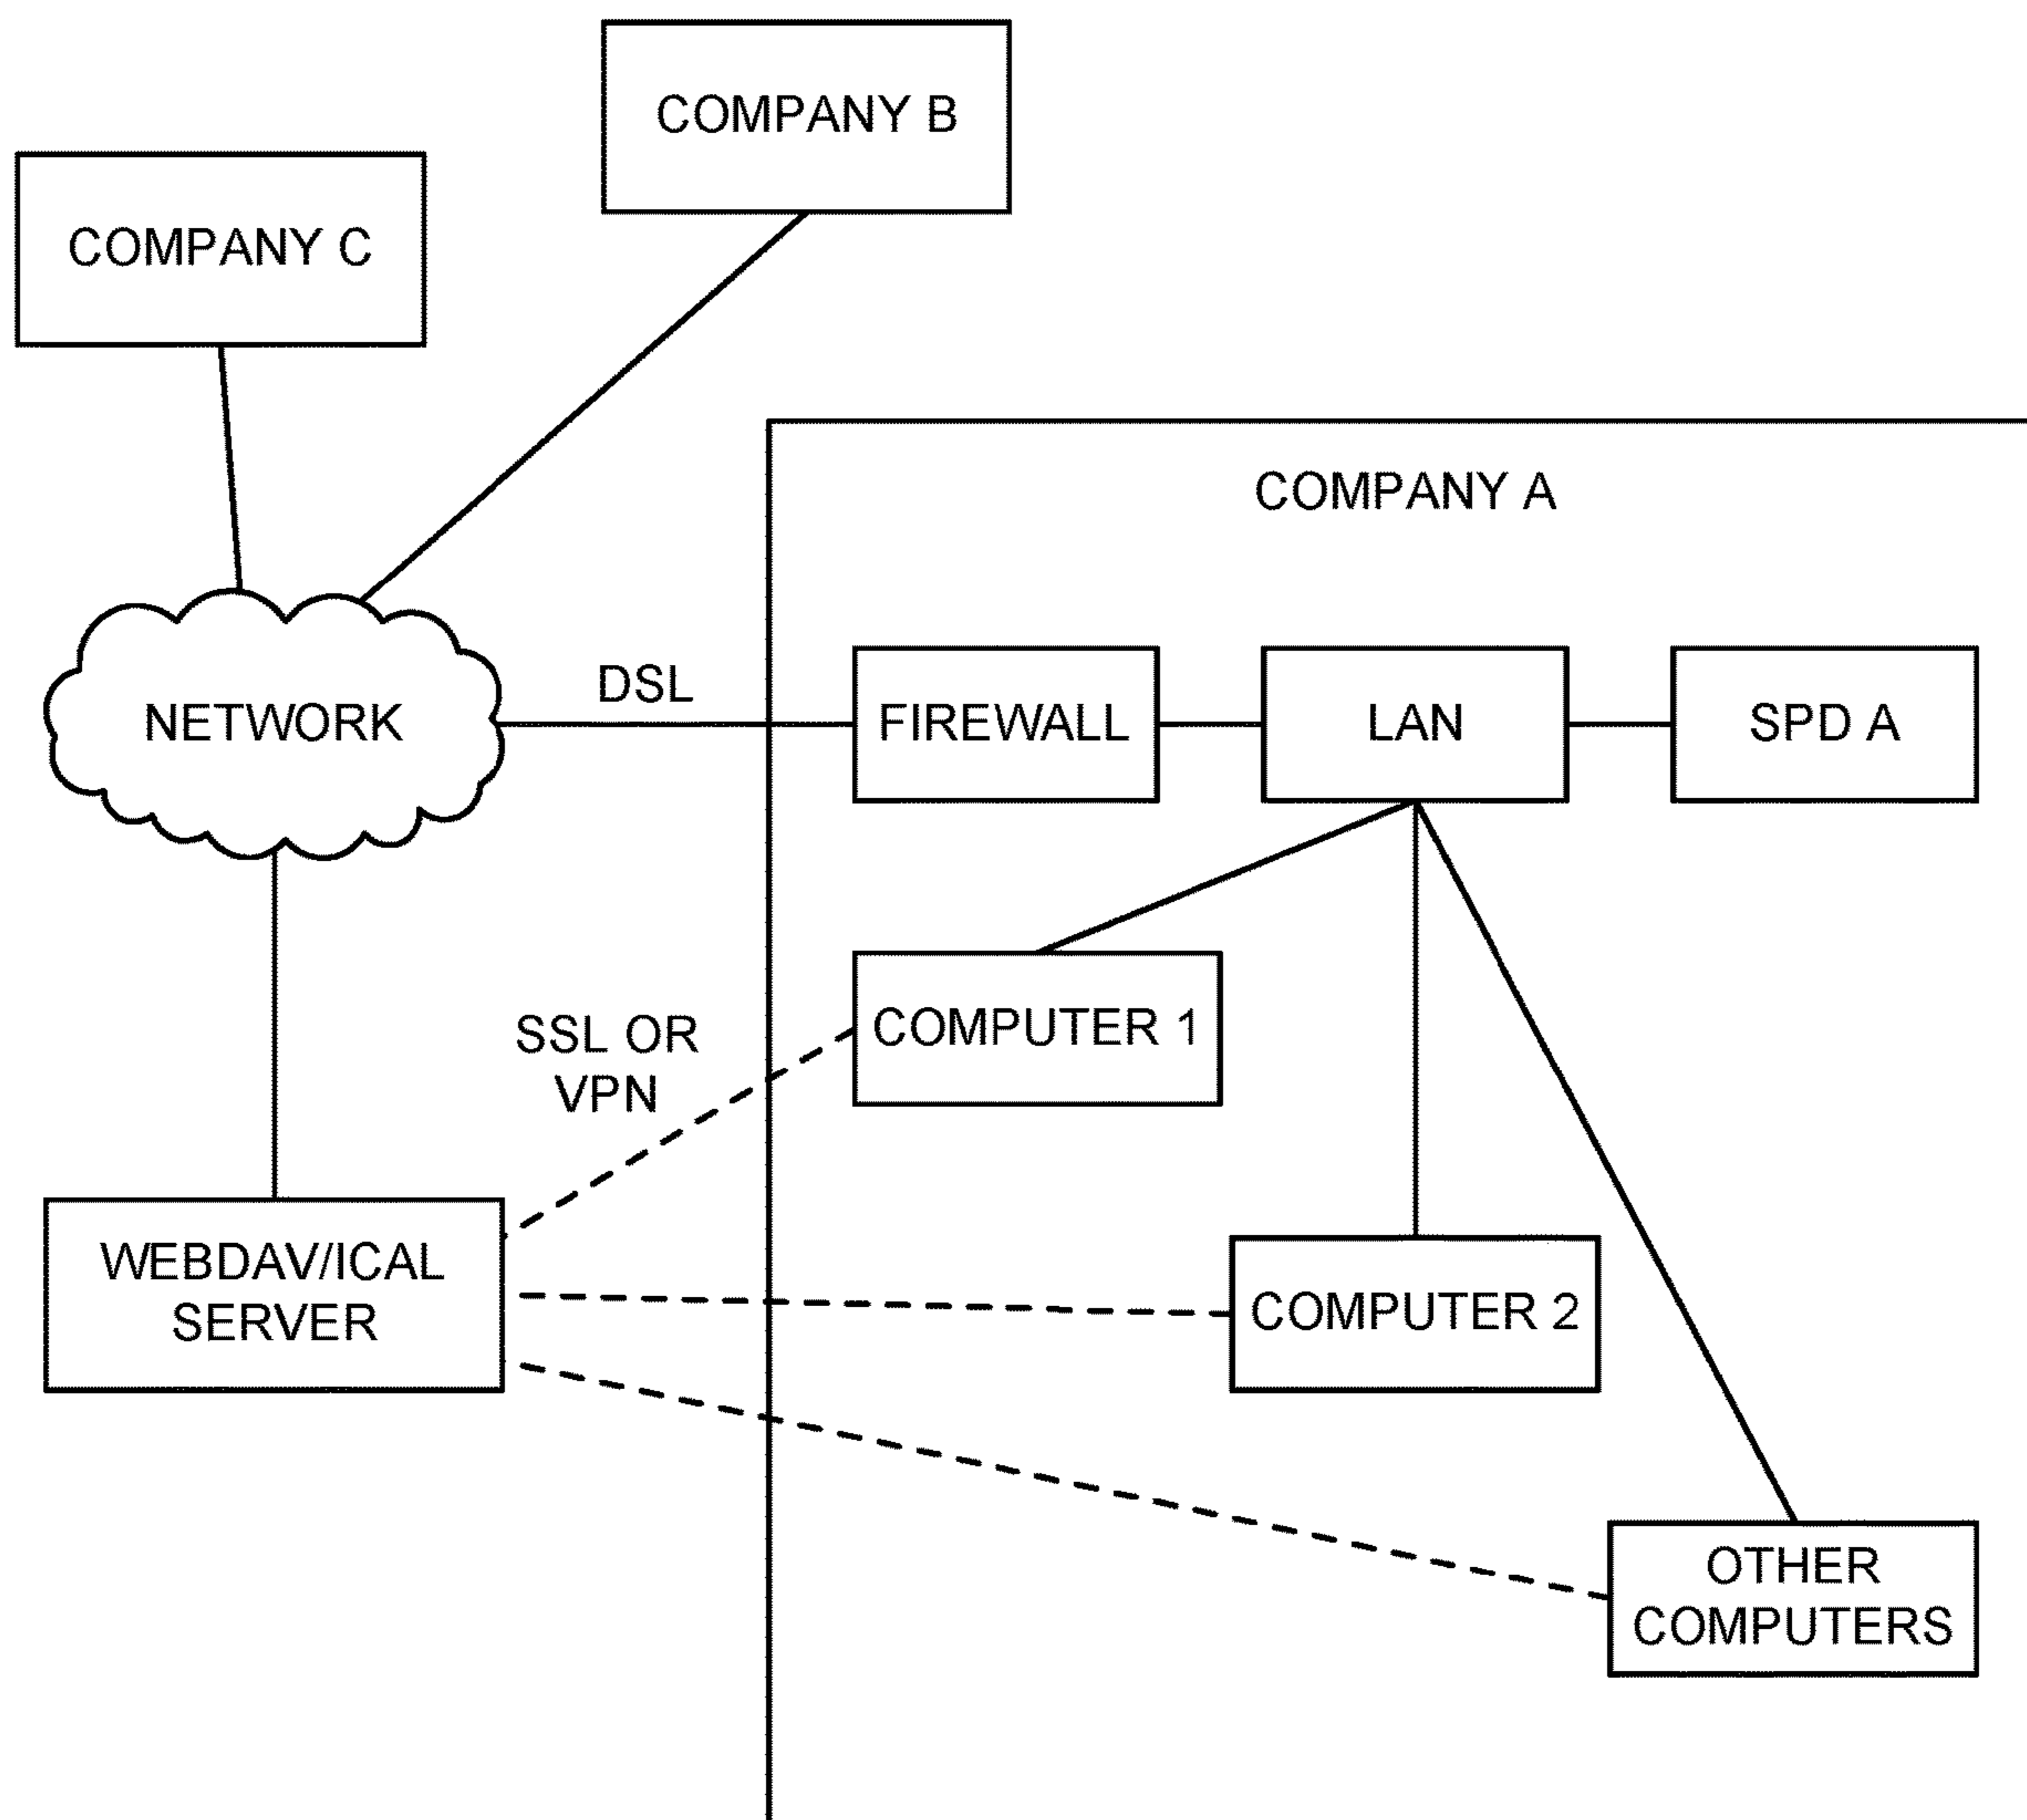 COMPANY B
COMPANY C
COMPANY A
DSL
NETWORK
FIREWALL
LAN
SPD A
SSL OR
VPN
COMPUTER 1
WEBDAV/ICAL
SERVER
COMPUTER 2
OTHER
COMPUTERS